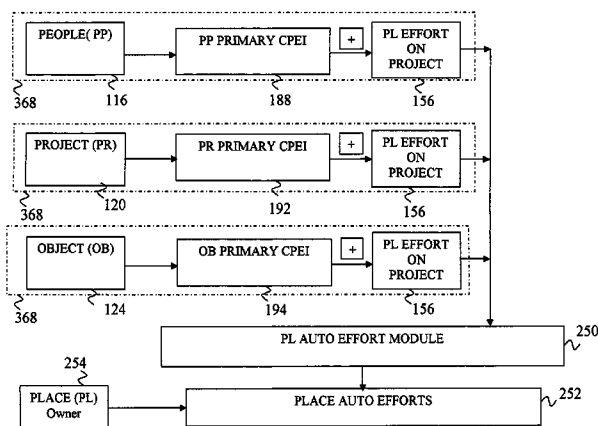 PEOPLE( PP)
PP PRIMARY CPEI
+
PL EFFORT
ON
PROJECT
368
116
188
156
PROJECT (PR)
PR PRIMARY CPEI
+
PL EFFORT
ON
PROJECT
368
120
192
156
OBJECT (OB)
OB PRIMARY CPEI
+
PL EFFORT
ON
PROJECT
368
124
194
156
PL AUTO EFFORT MODULE
250
254
PLACE (PL)
Owner
PLACE AUTO EFFORTS
252